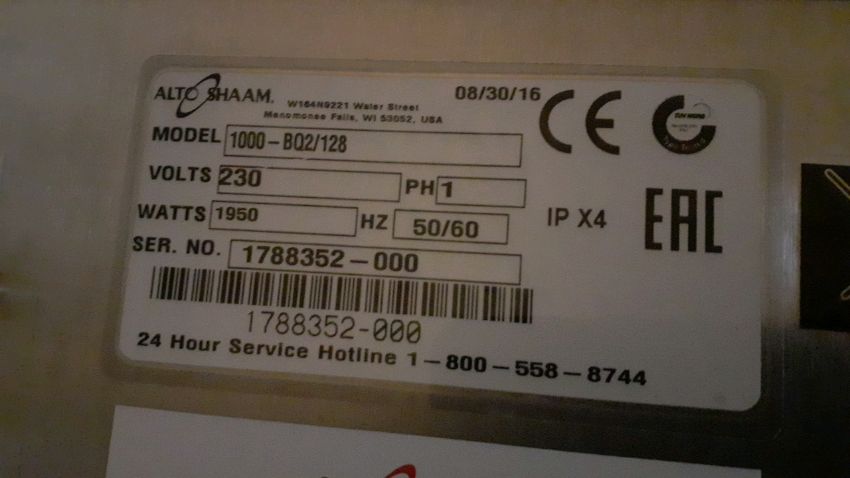 ALTO SHAAM.
08/30/16
W164N9221 Water Street
Menomonee Falls, WI 53052, USA
CE
MODEL 1000-BQ2/128
VOLTS 230 PH 1
WATTS 1950 HZ 50/60
IP X4
EAC
SER. NO. 1788352-000
1788352-000
24 Hour Service Hotline 1-800-558-8744